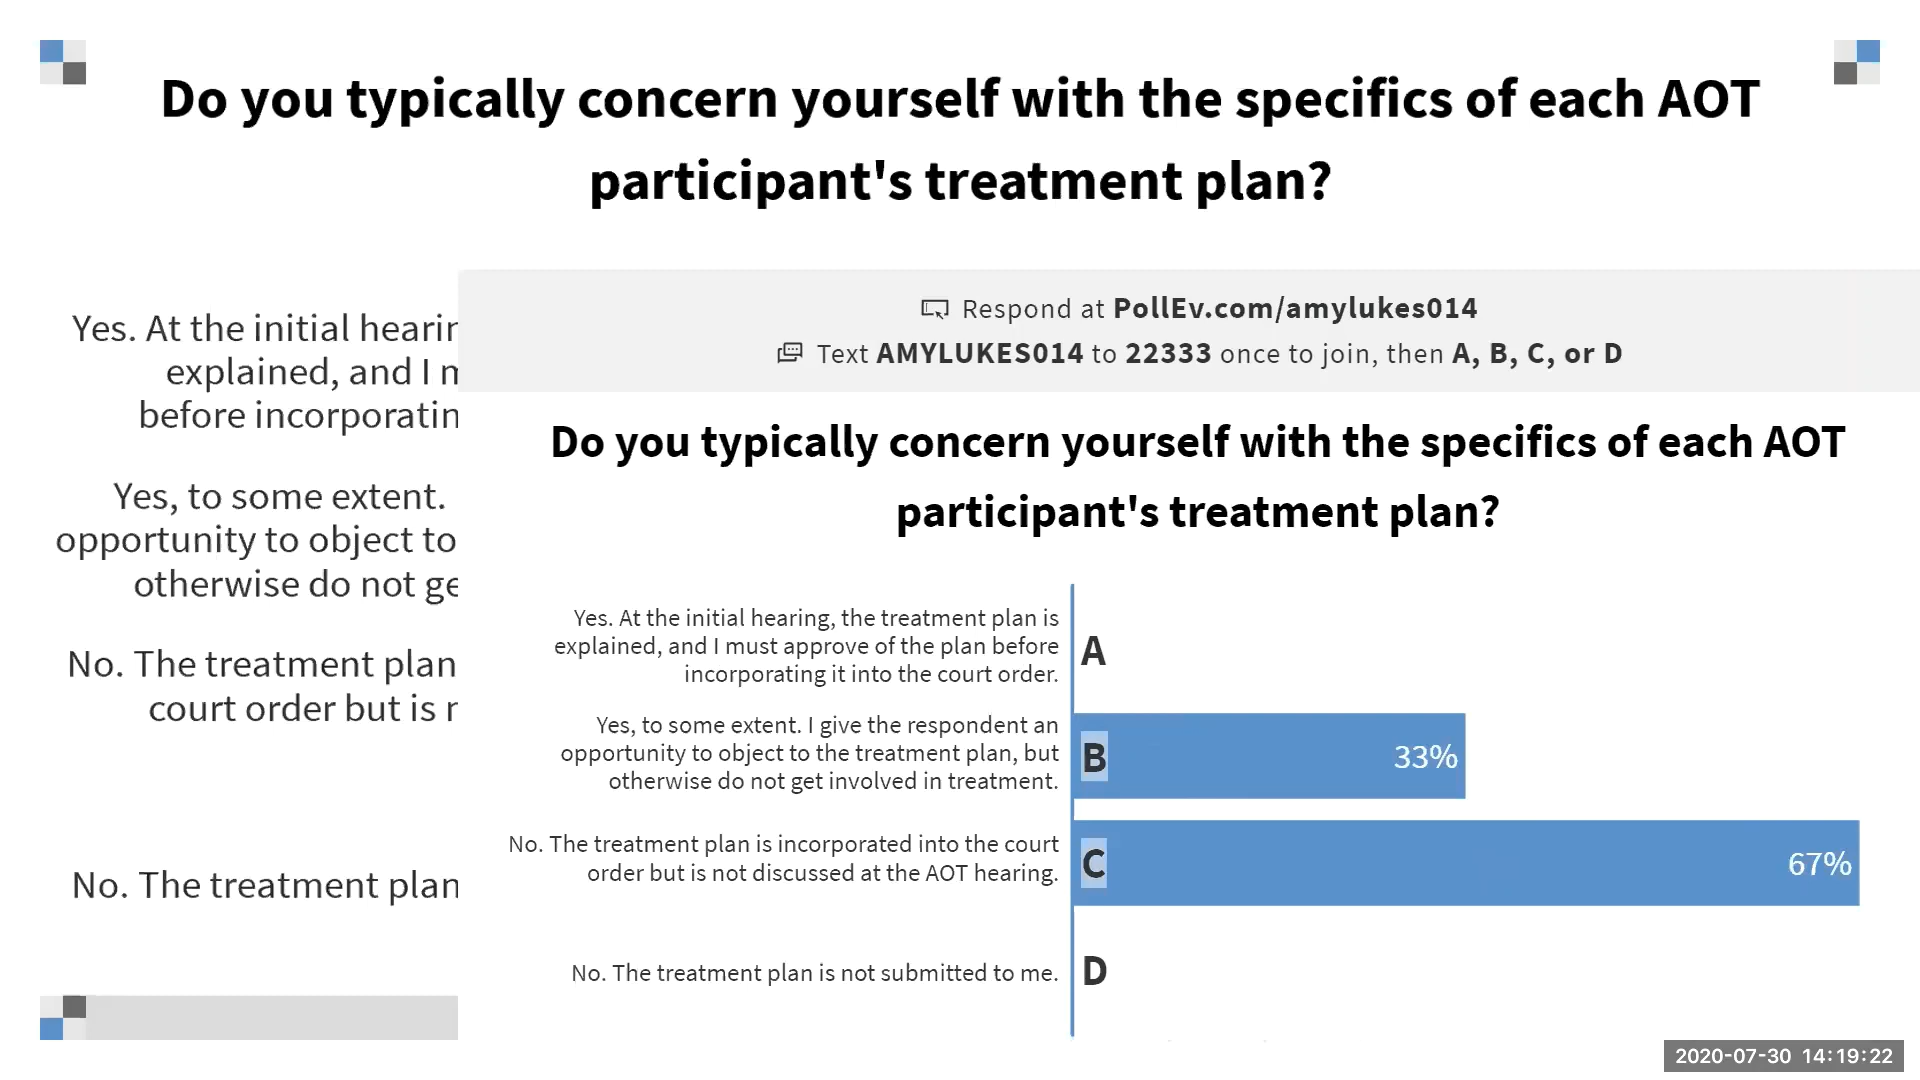 Do you typically concern yourself with the specifics of each AOT
participant's treatment plan?
Yes. At the initial hearin
explained, and I m
before incorporatin
Yes, to some extent.
opportunity to object to
otherwise do not ge
No. The treatment plan
court order but is
No. The treatment plan
Respond at PollEv.com/amylukes014
Text AMYLUKES014 to 22333 once to join, then A, B, C, or D
Do you typically concern yourself with the specifics of each AOT
participant's treatment plan?
Yes. At the initial hearing, the treatment plan is
explained, and I must approve of the plan before
incorporating it into the court order.
A
Yes, to some extent. I give the respondent an
opportunity to object to the treatment plan, but
otherwise do not get involved in treatment.
B
33%
No. The treatment plan is incorporated into the court
order but is not discussed at the AOT hearing.
C
67%
No. The treatment plan is not submitted to me.
D
2020-07-30 14:19:22